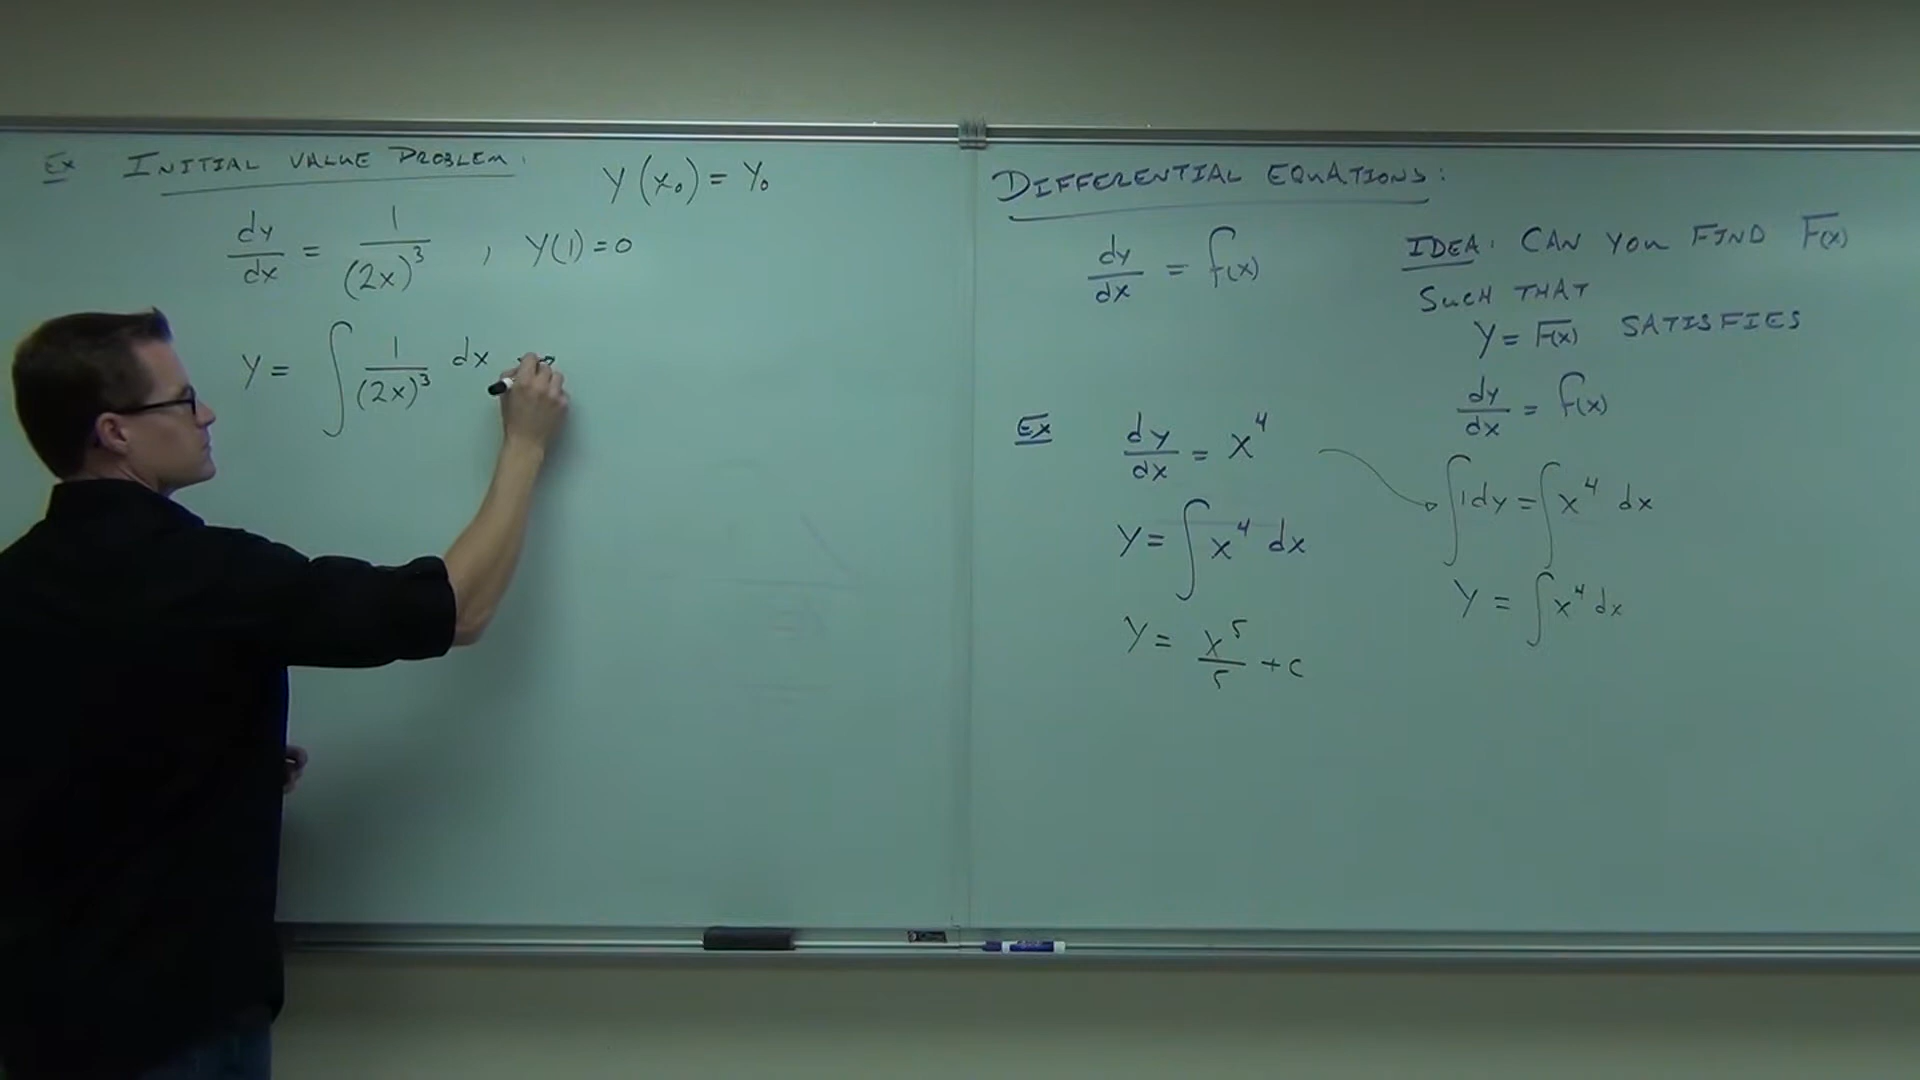 Ex INITIAL VALUE PROBLEM:
Y(x₀) = Y₀
dy/dx = 1/(2x)³ , Y(1) = 0
Y = ∫ 1/(2x)³ dx
DIFFERENTIAL EQUATIONS:
dy/dx = f(x)
IDEA: CAN YOU FIND F(x)
SUCH THAT
Y = F(x) SATISFIES
dy/dx = f(x)
Ex dy/dx = x⁴
Y = ∫ x⁴ dx
Y = x⁵/5 + c
∫ 1 dy = ∫ x⁴ dx
Y = ∫ x⁴ dx